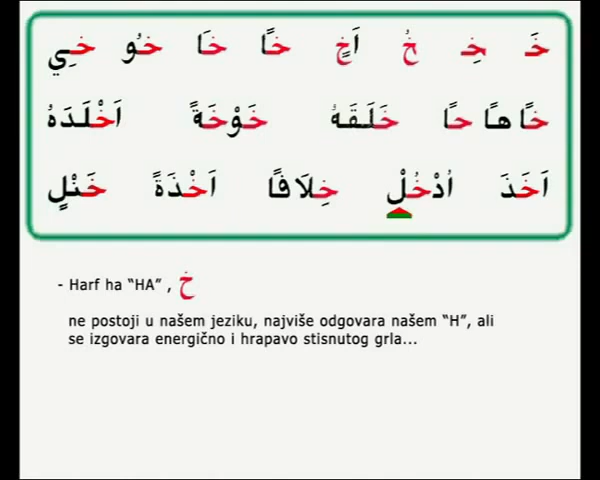 خَ خِـ خُ اَخٍ خًا خَا خُو خِي
خًا هًا حًا خَلَقَهُ خَوْخَةً اَخْلَدَهُ
اَخَذَ اُدْخُلْ خِلَافًا اَخْذَةً خَنْلٍ
- Harf ha “HA” , خ
ne postoji u našem jeziku, najviše odgovara našem “H”, ali
se izgovara energično i hrapavo stisnutog grla...